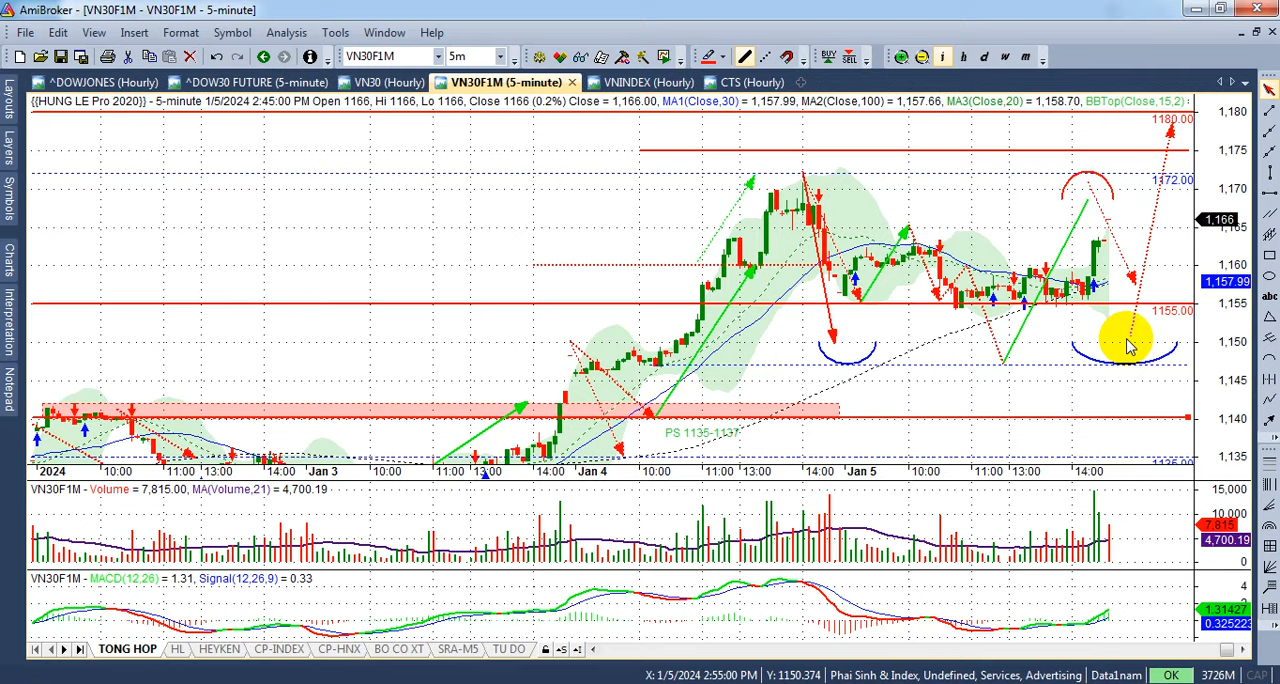 AmiBroker - [VN30F1M - VN30F1M - 5-minute]
File Edit View Insert Format Symbol Analysis Tools Window Help
VN30F1M 5m BUY SELL i h d w m
^DOWJONES (Hourly) ^DOW30 FUTURE (5-minute) VN30 (Hourly) VN30F1M (5-minute) VNINDEX (Hourly) CTS (Hourly)
Layouts
Layers
Symbols
Charts
Interpretation
Notepad
{{HUNG LE Pro 2020}} - 5-minute 1/5/2024 2:45:00 PM Open 1166, Hi 1166, Lo 1166, Close 1166 (0.2%) Close = 1,166.00, MA1(Close,30) = 1,157.99, MA2(Close,100) = 1,157.66, MA3(Close,20) = 1,158.70, BBTop(Close,15,2) =
1180.00
1172.00
1155.00
PS 1135-1137
1,180
1,175
1,170
1,166
1,165
1,160
1,157.99
1,155
1,150
1,145
1,140
1,135
2024 10:00 11:00 13:00 14:00 Jan 3 10:00 11:00 13:00 14:00 Jan 4 10:00 11:00 13:00 14:00 Jan 5 10:00 11:00 13:00 14:00
VN30F1M - Volume = 7,815.00, MA(Volume,21) = 4,700.19
15,000
10,000
7,815
4,700.19
0
VN30F1M - MACD(12,26) = 1.31, Signal(12,26,9) = 0.33
4
1.31427
0.325223
TONG HOP HL HEYKEN CP-INDEX CP-HNX BO CO XT SRA-M5 TU DO
X: 1/5/2024 2:55:00 PM Y: 1150.374 Phai Sinh & Index, Undefined, Services, Advertising Data1nam OK 3726M CAP
abc